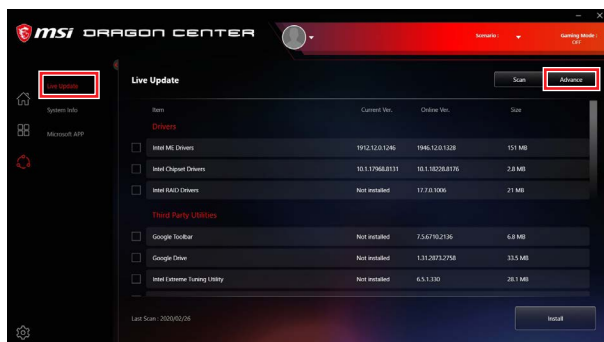 msi DRAGON CENTER
Scenario :
Gaming Mode :
OFF
Live Update
System Info
Microsoft APP
Live Update
Scan
Advance
Item Current Ver. Online Ver. Size
Drivers
Intel ME Drivers 1912.12.0.1246 1946.12.0.1328 151 MB
Intel Chipset Drivers 10.1.17968.8131 10.1.18228.8176 2.8 MB
Intel RAID Drivers Not installed 17.7.0.1006 21 MB
Third Party Utilities
Google Toolbar Not installed 7.5.6710.2136 6.8 MB
Google Drive Not installed 1.31.2873.2758 33.5 MB
Intel Extreme Tuning Utility Not installed 6.5.1.330 28.1 MB
Last Scan : 2020/02/26
Install